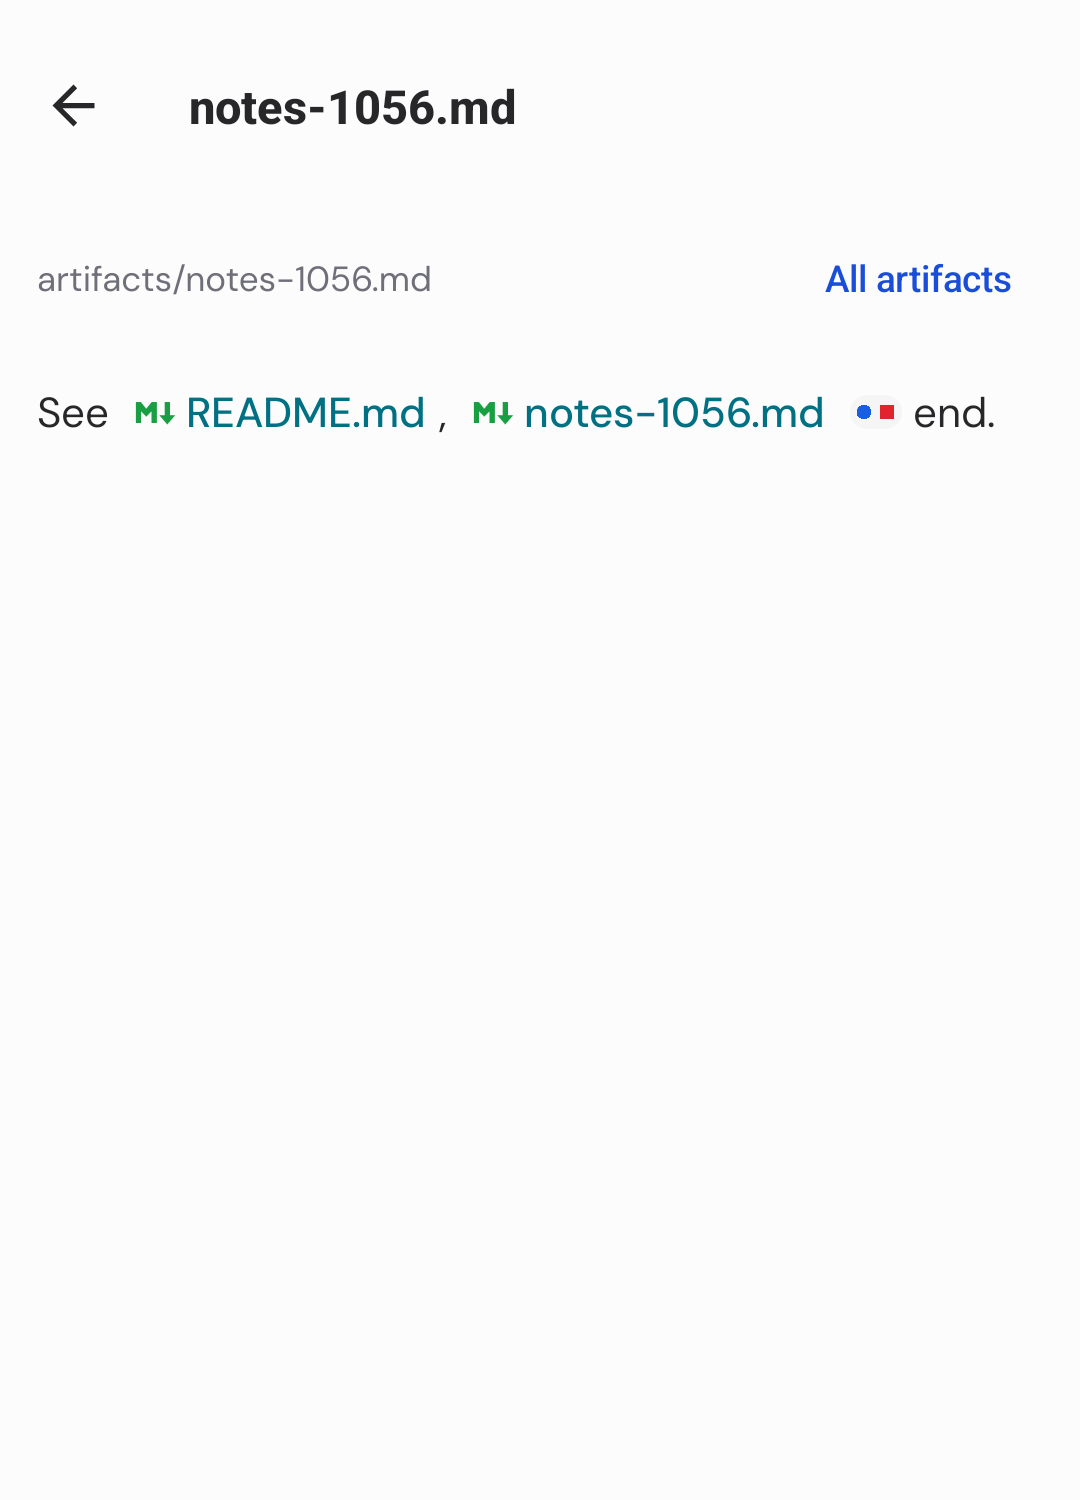 notes-1056.md
artifacts/notes-1056.md All artifacts
See M↓ README.md , M↓ notes-1056.md end.